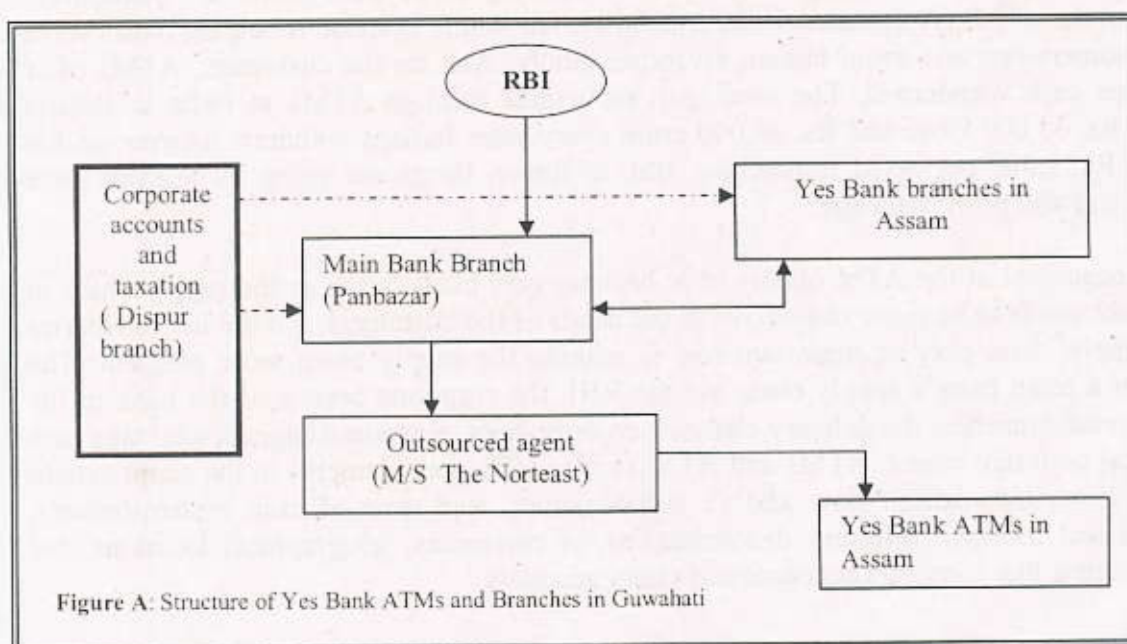 RBI
Corporate
accounts
and
taxation
( Dispur
branch)
Yes Bank branches in
Assam
Main Bank Branch
(Panbazar)
Outsourced agent
(M/S The Norteast)
Yes Bank ATMs in
Assam
Figure A: Structure of Yes Bank ATMs and Branches in Guwahati